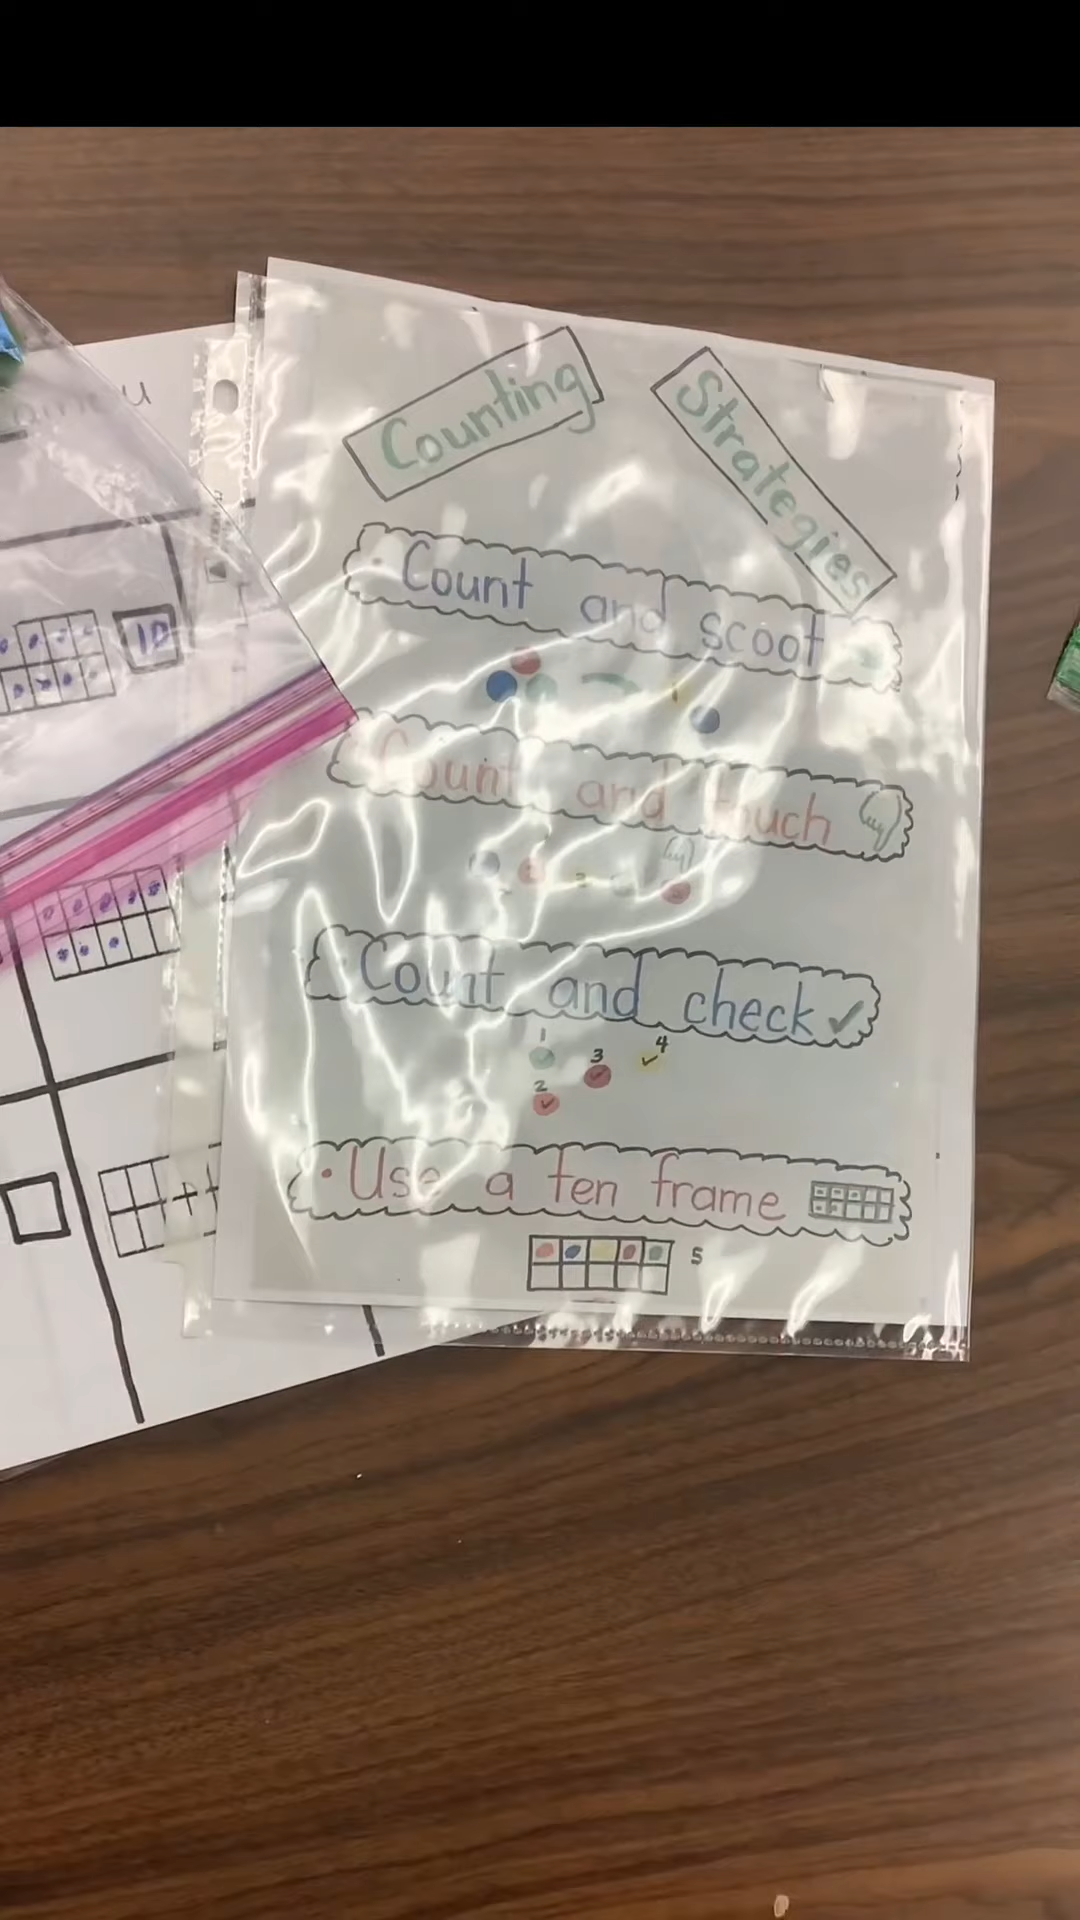 Counting Strategies
• Count and scoot
1
• Count and touch
• Count and check ✓
1
3
4
2
• Use a ten frame
5
10
+